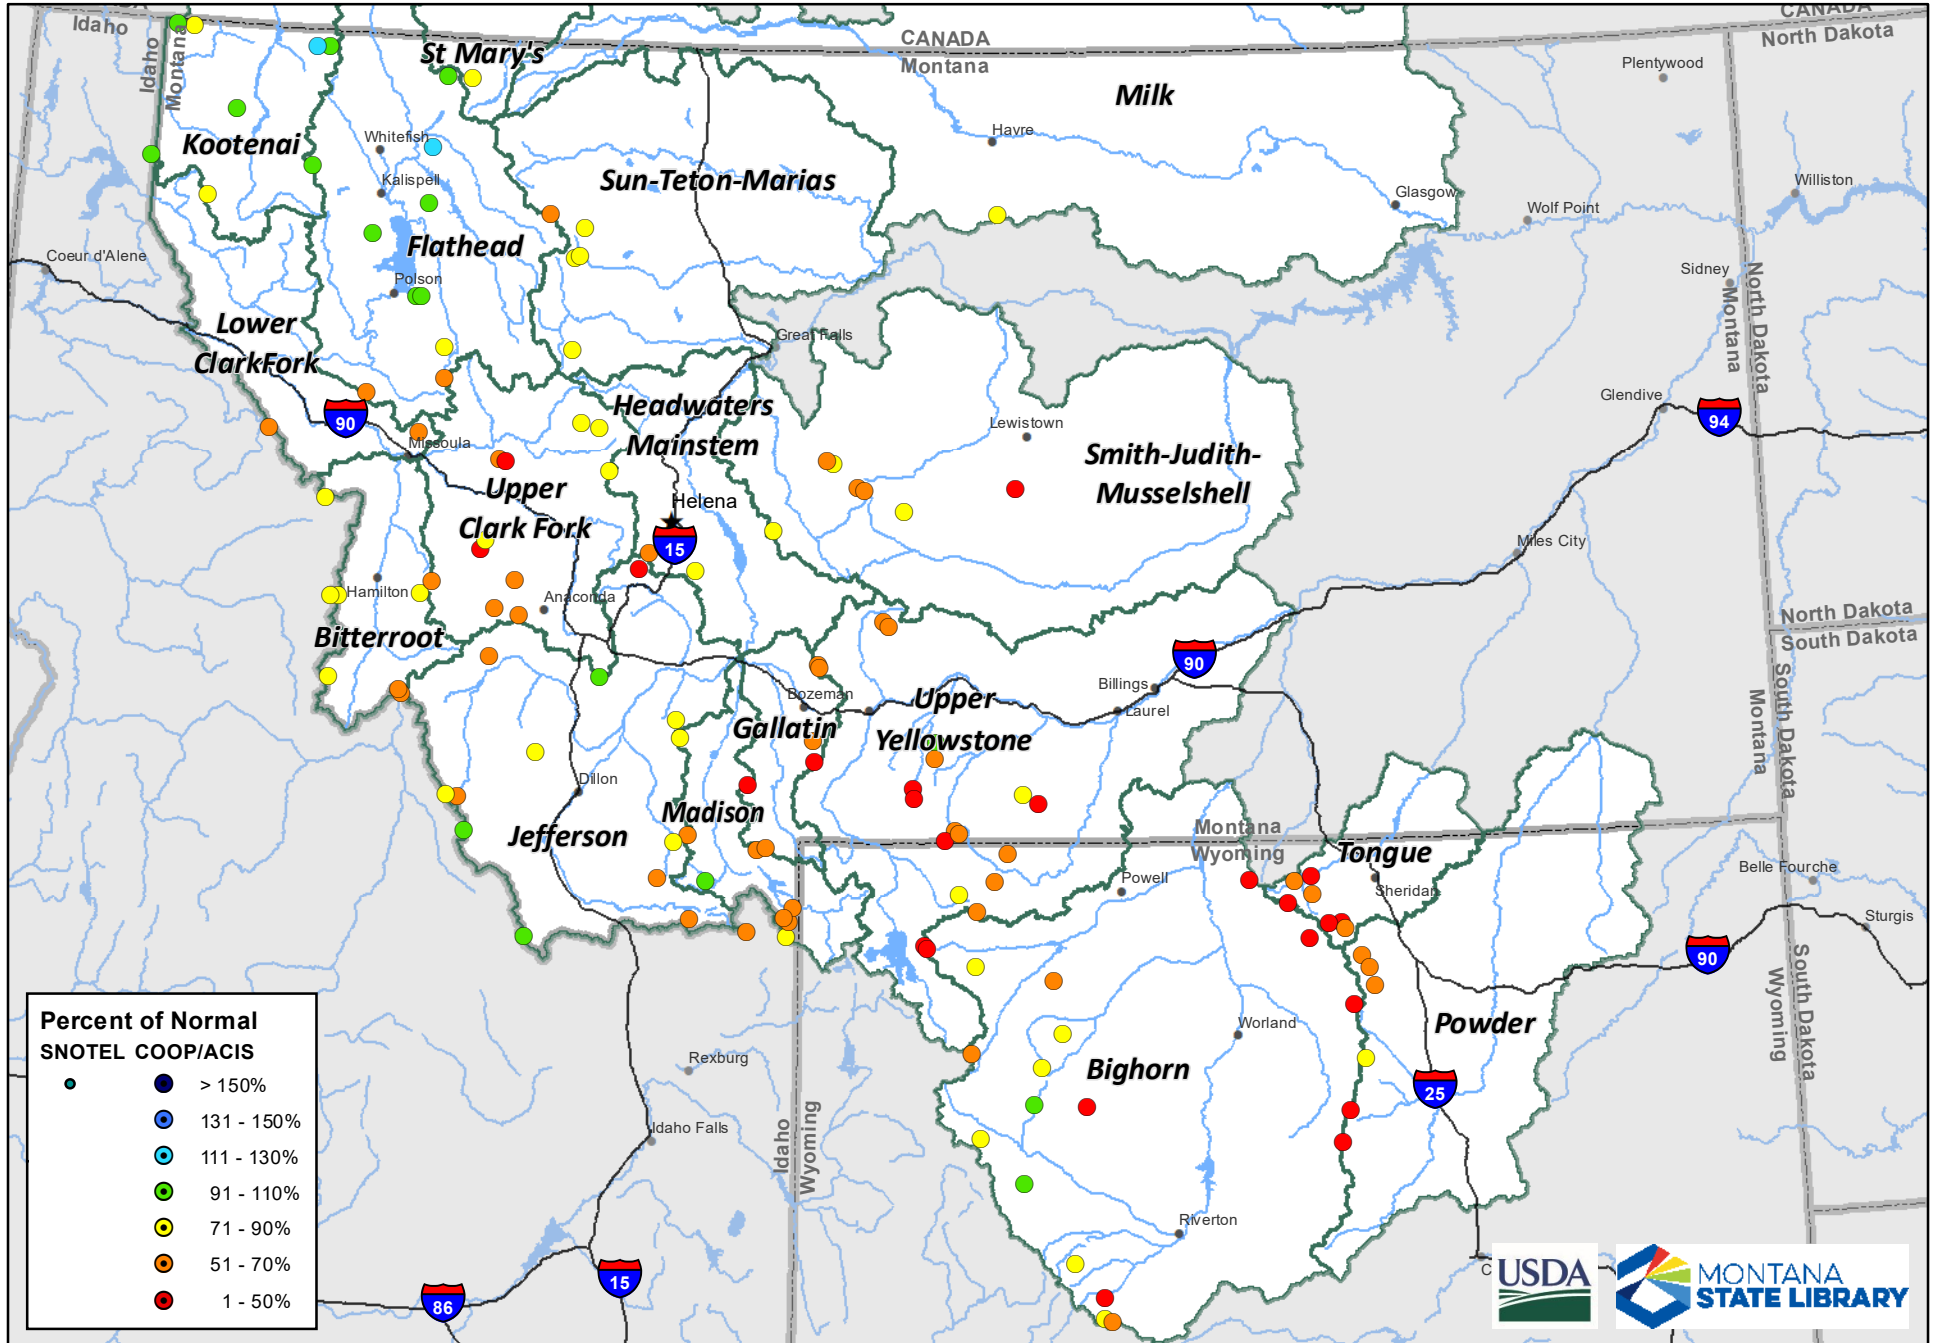 Idaho
Idaho
Montana
CANADA
Montana
CANADA
North Dakota
St Mary's
Milk
Plentywood
Kootenai
Whitefish
Havre
Kalispell
Sun-Teton-Marias
Glasgow
Williston
Wolf Point
Flathead
Coeur d'Alene
Polson
Sidney
North Dakota
Montana
Lower
ClarkFork
Great Falls
Headwaters
Mainstem
Glendive
94
90
Missoula
Lewistown
Smith-Judith-
Musselshell
Upper
Clark Fork
Helena
15
Miles City
Hamilton
Anaconda
North Dakota
South Dakota
Bitterroot
90
Billings
Laurel
Bozeman
Gallatin
Upper
Yellowstone
South Dakota
Montana
Dillon
Madison
Jefferson
Montana
Wyoming
Tongue
Powell
Sheridan
Belle Fourche
Sturgis
90
South Dakota
Wyoming
Worland
Powder
Bighorn
Rexburg
25
Idaho Falls
Idaho
Wyoming
Riverton
15
86
C
Percent of Normal
SNOTEL COOP/ACIS
> 150%
131 - 150%
111 - 130%
91 - 110%
71 - 90%
51 - 70%
1 - 50%
USDA
MONTANA
STATE LIBRARY